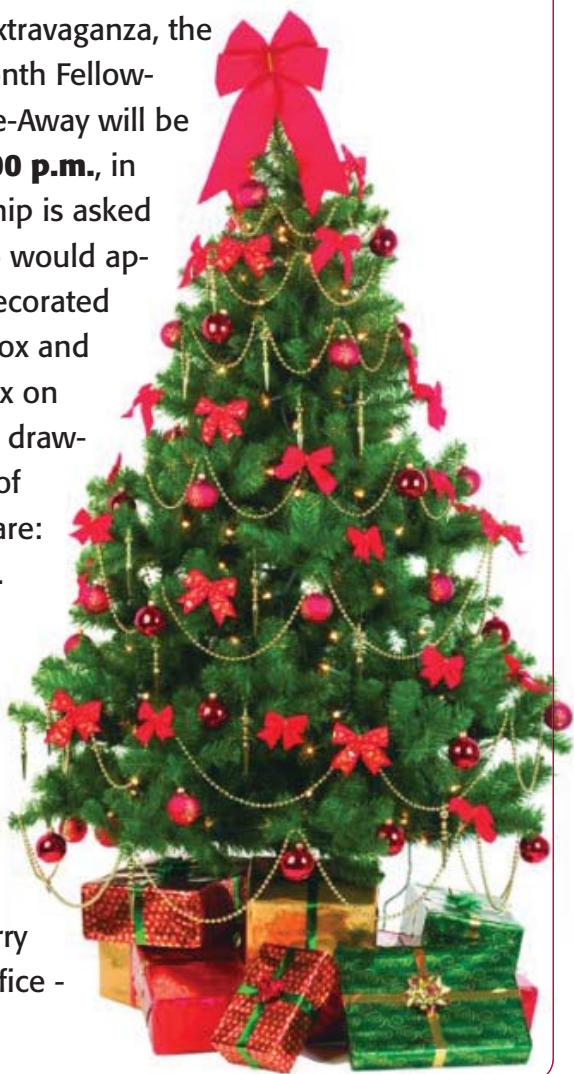 xtravaganza, the
onth Fellow-
e-Away will be
00 p.m., in
hip is asked
would ap-
ecorated
ox and
x on
draw-
of
are:
.
rry
fice -